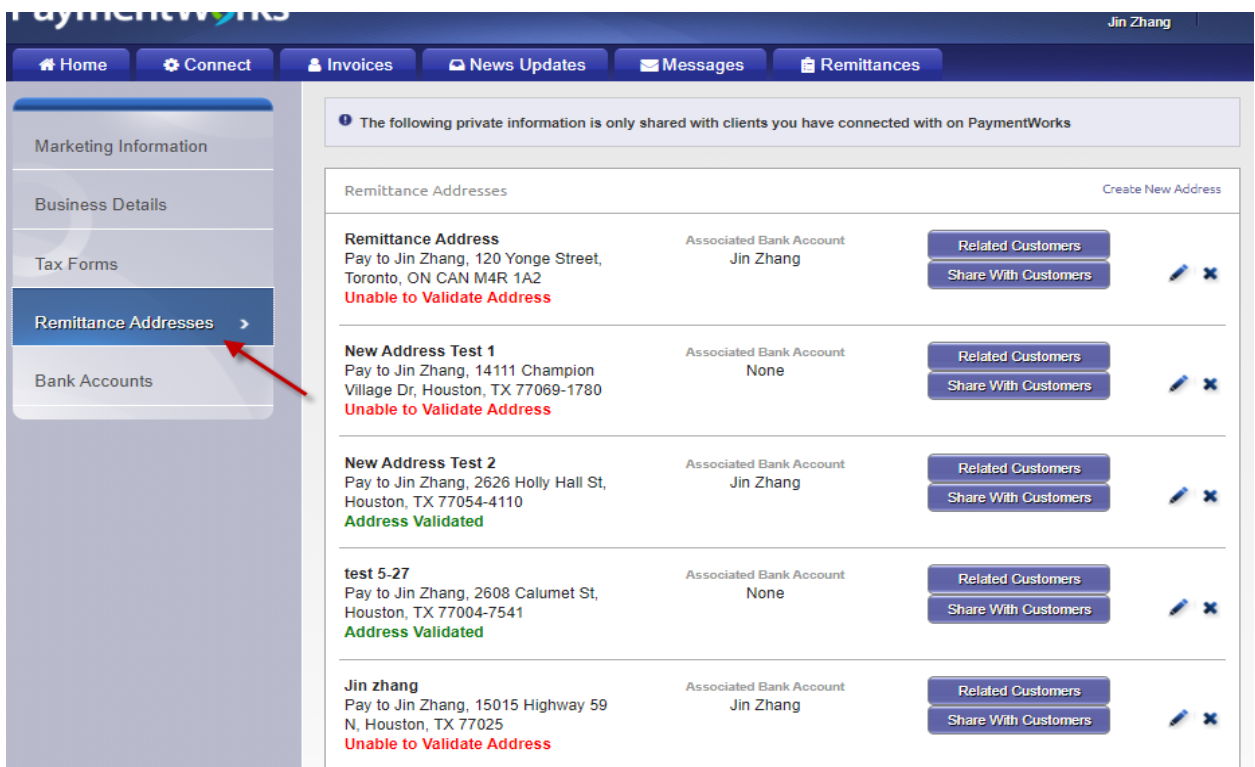 PaymentWorks
Jin Zhang
Home
Connect
Invoices
News Updates
Messages
Remittances
Marketing Information
Business Details
Tax Forms
Remittance Addresses
Bank Accounts
The following private information is only shared with clients you have connected with on PaymentWorks
Remittance Addresses
Create New Address
Remittance Address
Pay to Jin Zhang, 120 Yonge Street,
Toronto, ON CAN M4R 1A2
Unable to Validate Address
Associated Bank Account
Jin Zhang
Related Customers
Share With Customers
New Address Test 1
Pay to Jin Zhang, 14111 Champion
Village Dr, Houston, TX 77069-1780
Unable to Validate Address
Associated Bank Account
None
Related Customers
Share With Customers
New Address Test 2
Pay to Jin Zhang, 2626 Holly Hall St,
Houston, TX 77054-4110
Address Validated
Associated Bank Account
Jin Zhang
Related Customers
Share With Customers
test 5-27
Pay to Jin Zhang, 2608 Calumet St,
Houston, TX 77004-7541
Address Validated
Associated Bank Account
None
Related Customers
Share With Customers
Jin zhang
Pay to Jin Zhang, 15015 Highway 59
N, Houston, TX 77025
Unable to Validate Address
Associated Bank Account
Jin Zhang
Related Customers
Share With Customers